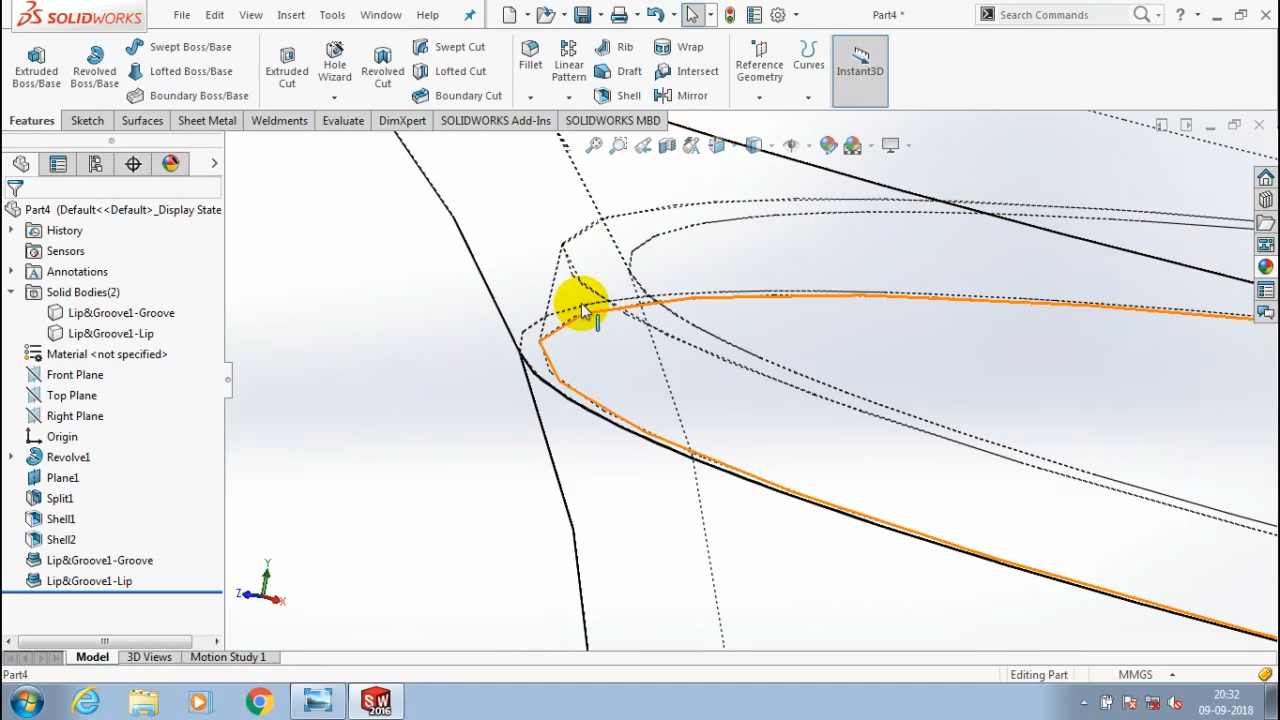 SOLIDWORKS
File Edit View Insert Tools Window Help
Part4 *
Search Commands
?
Extruded Boss/Base
Revolved Boss/Base
Swept Boss/Base
Lofted Boss/Base
Boundary Boss/Base
Extruded Cut
Hole Wizard
Revolved Cut
Swept Cut
Lofted Cut
Boundary Cut
Fillet
Linear Pattern
Rib
Draft
Shell
Wrap
Intersect
Mirror
Reference Geometry
Curves
Instant3D
Features Sketch Surfaces Sheet Metal Weldments Evaluate DimXpert SOLIDWORKS Add-Ins SOLIDWORKS MBD
Part4 (Default<<Default>_Display State
History
Sensors
Annotations
Solid Bodies(2)
Lip&Groove1-Groove
Lip&Groove1-Lip
Material <not specified>
Front Plane
Top Plane
Right Plane
Origin
Revolve1
Plane1
Split1
Shell1
Shell2
Lip&Groove1-Groove
Lip&Groove1-Lip
Y
Z
X
Model 3D Views Motion Study 1
Part4
Editing Part
MMGS
SW
2016
20:32
09-09-2018